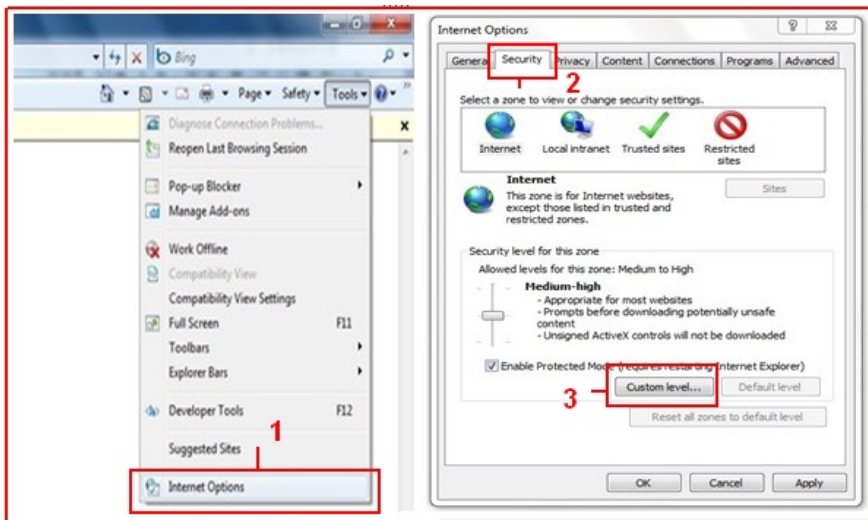 Bing
Page Safety Tools
Diagnose Connection Problems...
Reopen Last Browsing Session
Pop-up Blocker
Manage Add-ons
Work Offline
Compatibility View
Compatibility View Settings
Full Screen F11
Toolbars
Explorer Bars
Developer Tools F12
1
Suggested Sites
Internet Options
Internet Options
General Security Privacy Content Connections Programs Advanced
2
Select a zone to view or change security settings.
Internet Local intranet Trusted sites Restricted
sites
Internet
Sites
This zone is for Internet websites,
except those listed in trusted and
restricted zones.
Security level for this zone
Allowed levels for this zone: Medium to High
Medium-high
- Appropriate for most websites
- Prompts before downloading potentially unsafe
content
- Unsigned ActiveX controls will not be downloaded
Enable Protected Mode (requires restarting Internet Explorer)
3
Custom level... Default level
Reset all zones to default level
OK Cancel Apply